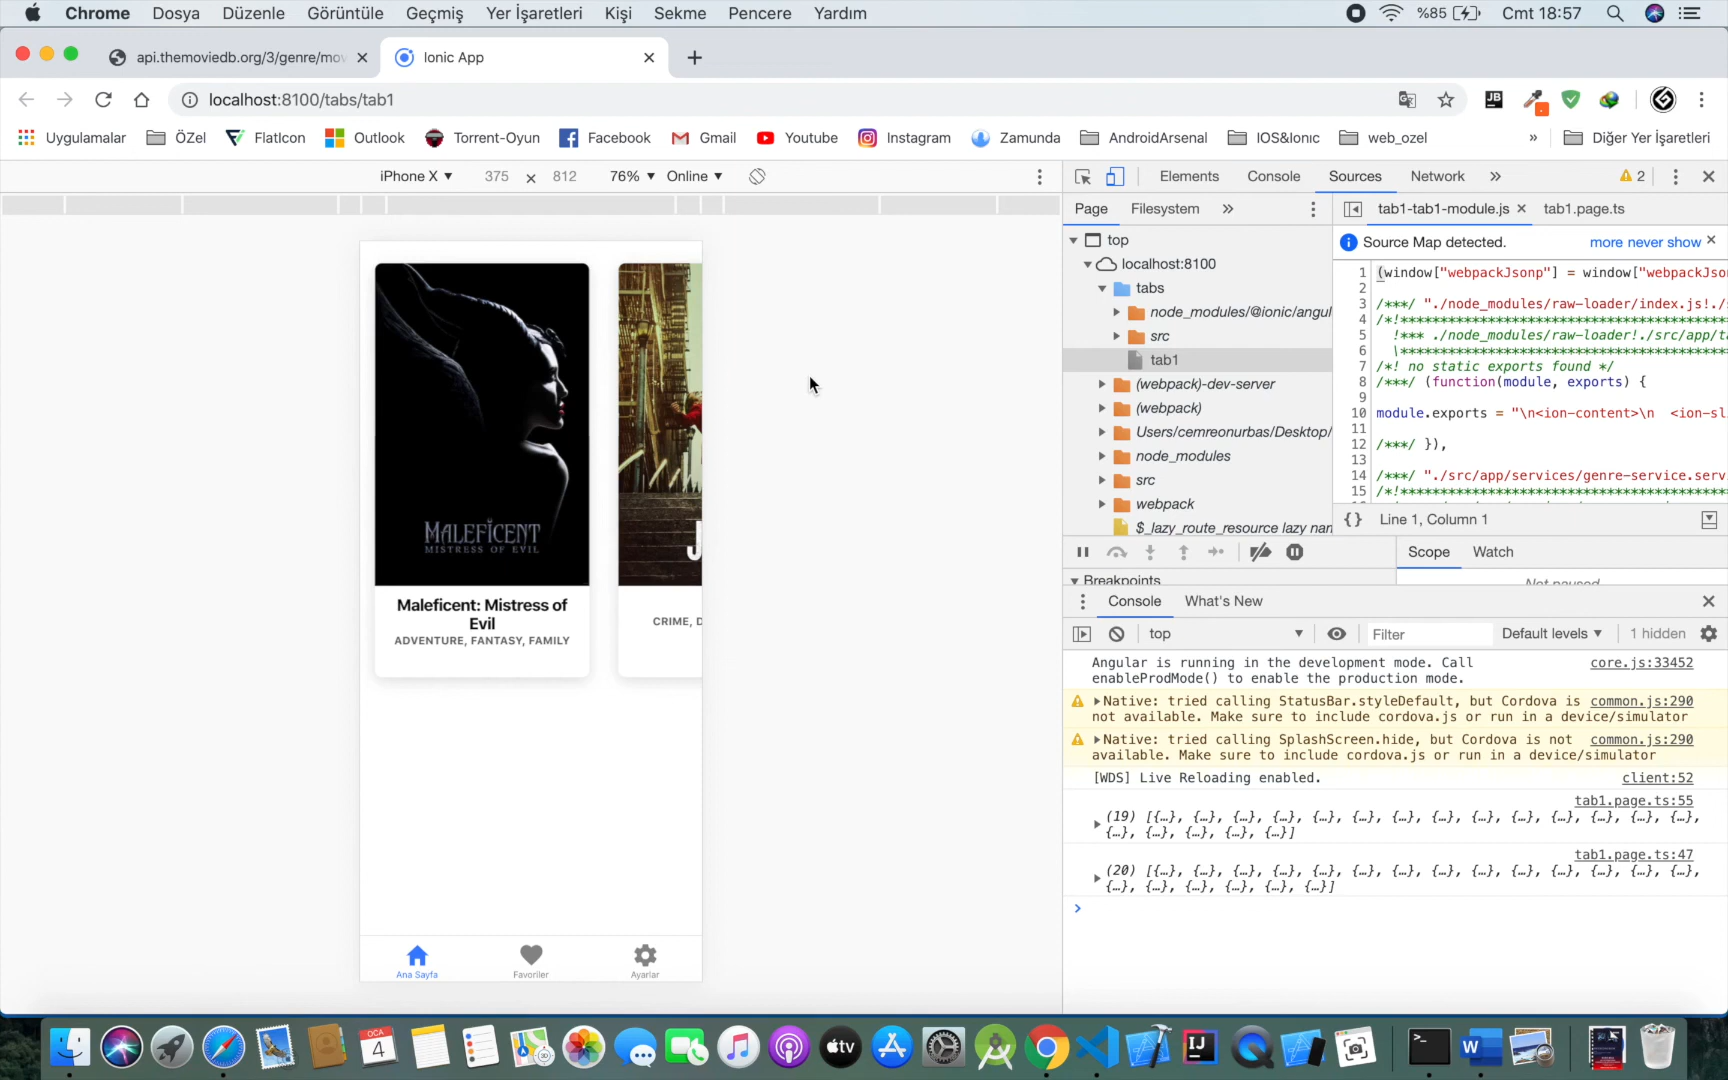 Chrome Dosya Düzenle Görüntüle Geçmiş Yer İşaretleri Kişi Sekme Pencere Yardım %85 Cmt 18:57
api.themoviedb.org/3/genre/mov Ionic App
localhost:8100/tabs/tab1
Uygulamalar ÖZel FlatIcon Outlook Torrent-Oyun Facebook Gmail Youtube Instagram Zamunda AndroidArsenal IOS&Ionic web_ozel » Diğer Yer İşaretleri
iPhone X ▼ 375 × 812 76% ▼ Online ▼
Elements Console Sources Network » 2
Page Filesystem »
tab1-tab1-module.js × tab1.page.ts
top
localhost:8100
tabs
node_modules/@ionic/angul
src
tab1
(webpack)-dev-server
(webpack)
Users/cemreonurbas/Desktop/
node_modules
src
webpack
$_lazy_route_resource lazy nam
Source Map detected. more never show ×
1 (window["webpackJsonp"] = window["webpackJso
2
3 /***/ "./node_modules/raw-loader/index.js!./s
4 /*!******************************************
5 !*** ./node_modules/raw-loader!./src/app/ta
6 \******************************************
7 /*! no static exports found */
8 /***/ (function(module, exports) {
9
10 module.exports = "\n<ion-content>\n  <ion-sli
11
12 /***/ }),
13
14 /***/ "./src/app/services/genre-service.serv
15 /*!******************************************
{} Line 1, Column 1
Scope Watch
Breakpoints
Not paused
MALEFICENT
MISTRESS OF EVIL
J
Maleficent: Mistress of
Evil
ADVENTURE, FANTASY, FAMILY
CRIME, D
Ana Sayfa Favoriler Ayarlar
Console What's New
top ▼ Filter Default levels ▼ 1 hidden
Angular is running in the development mode. Call core.js:33452
enableProdMode() to enable the production mode.
Native: tried calling StatusBar.styleDefault, but Cordova is common.js:290
not available. Make sure to include cordova.js or run in a device/simulator
Native: tried calling SplashScreen.hide, but Cordova is not common.js:290
available. Make sure to include cordova.js or run in a device/simulator
[WDS] Live Reloading enabled. client:52
tab1.page.ts:55
(19) [{…}, {…}, {…}, {…}, {…}, {…}, {…}, {…}, {…}, {…}, {…}, {…}, {…}, {…},
{…}, {…}, {…}, {…}, {…}]
tab1.page.ts:47
(20) [{…}, {…}, {…}, {…}, {…}, {…}, {…}, {…}, {…}, {…}, {…}, {…}, {…}, {…},
{…}, {…}, {…}, {…}, {…}, {…}]
OCA
4
tv
IJ
W